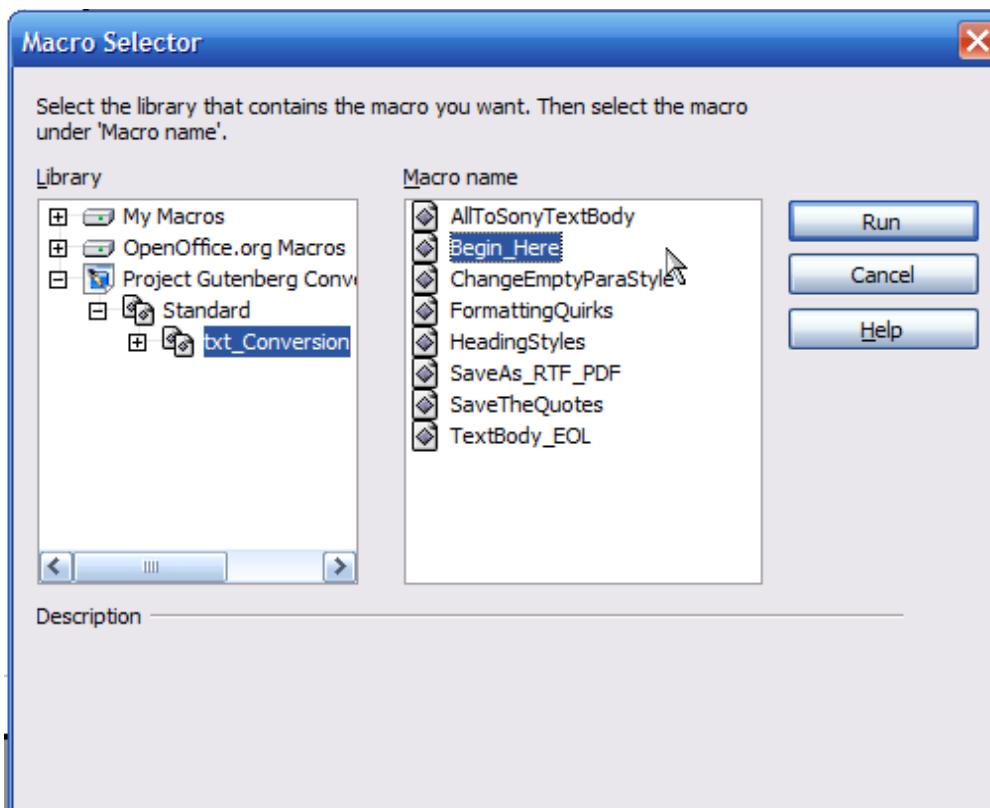 Macro Selector
Select the library that contains the macro you want. Then select the macro
under 'Macro name'.
Library
My Macros
OpenOffice.org Macros
Project Gutenberg Conv
Standard
txt_Conversion
Macro name
AllToSonyTextBody
Begin_Here
ChangeEmptyParaStyle
FormattingQuirks
HeadingStyles
SaveAs_RTF_PDF
SaveTheQuotes
TextBody_EOL
Run
Cancel
Help
Description